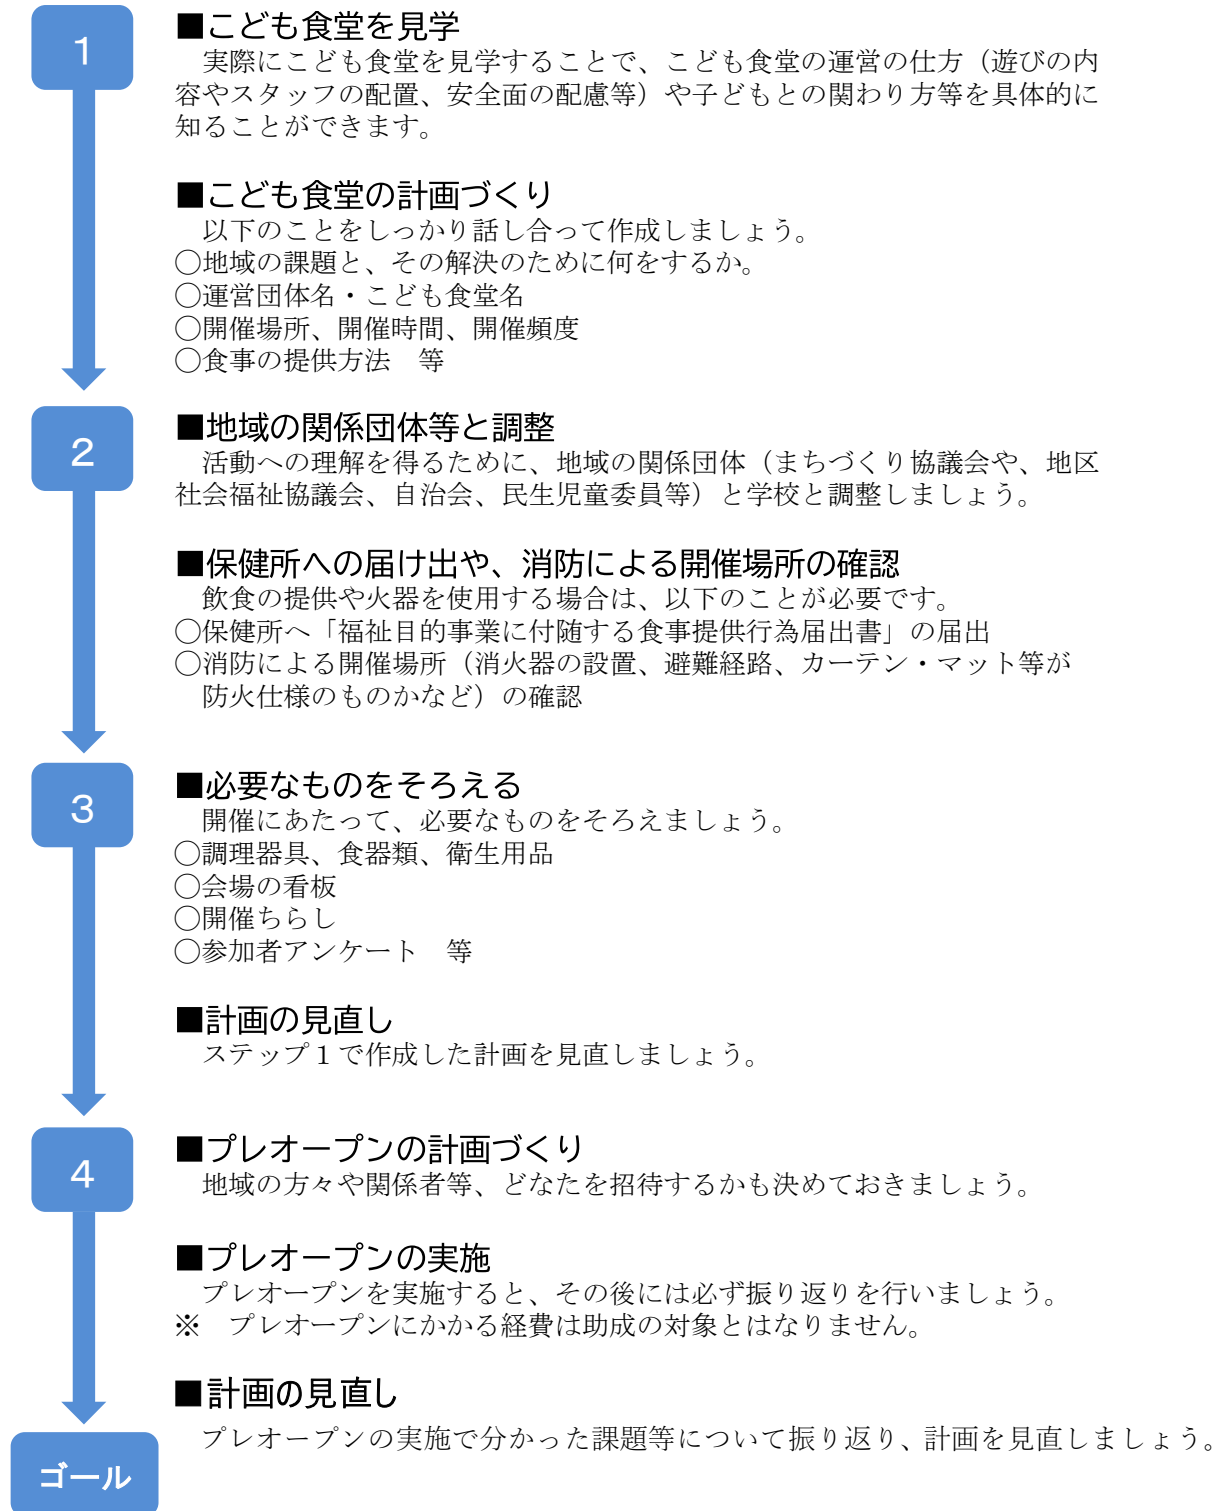 １
■こども食堂を見学
　実際にこども食堂を見学することで、こども食堂の運営の仕方（遊びの内
容やスタッフの配置、安全面の配慮等）や子どもとの関わり方等を具体的に
知ることができます。
■こども食堂の計画づくり
　以下のことをしっかり話し合って作成しましょう。
○地域の課題と、その解決のために何をするか。
○運営団体名・こども食堂名
○開催場所、開催時間、開催頻度
○食事の提供方法　等
２
■地域の関係団体等と調整
　活動への理解を得るために、地域の関係団体（まちづくり協議会や、地区
社会福祉協議会、自治会、民生児童委員等）と学校と調整しましょう。
■保健所への届け出や、消防による開催場所の確認
　飲食の提供や火器を使用する場合は、以下のことが必要です。
○保健所へ「福祉目的事業に付随する食事提供行為届出書」の届出
○消防による開催場所（消火器の設置、避難経路、カーテン・マット等が
　防火仕様のものかなど）の確認
３
■必要なものをそろえる
　開催にあたって、必要なものをそろえましょう。
○調理器具、食器類、衛生用品
○会場の看板
○開催ちらし
○参加者アンケート　等
■計画の見直し
　ステップ１で作成した計画を見直しましょう。
４
■プレオープンの計画づくり
　地域の方々や関係者等、どなたを招待するかも決めておきましょう。
■プレオープンの実施
　プレオープンを実施すると、その後には必ず振り返りを行いましょう。
※　プレオープンにかかる経費は助成の対象とはなりません。
■計画の見直し
　プレオープンの実施で分かった課題等について振り返り、計画を見直しましょう。
ゴール